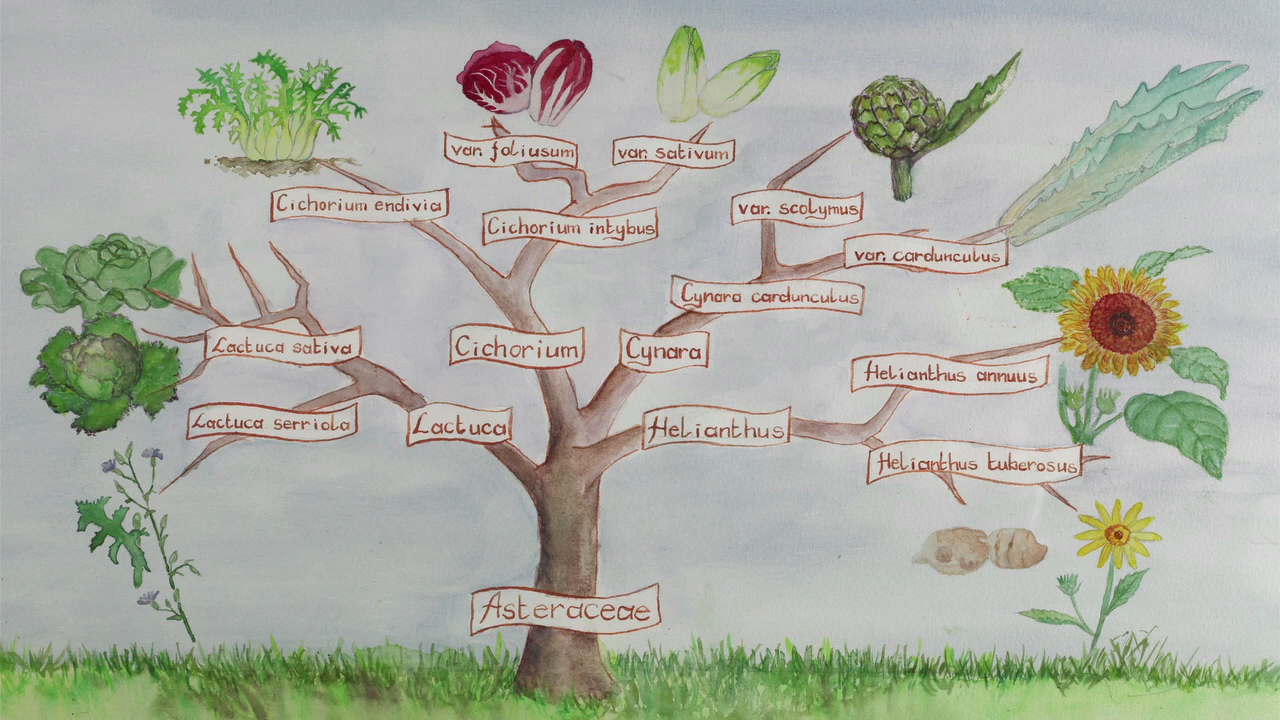 var. foliusum
var. sativum
Cichorium endivia
Cichorium intybus
var. scolymus
var. cardunculus
Cynara cardunculus
Lactuca sativa
Cichorium
Cynara
Helianthus annuus
Lactuca serriola
Lactuca
Helianthus
Helianthus tuberosus
Asteraceae